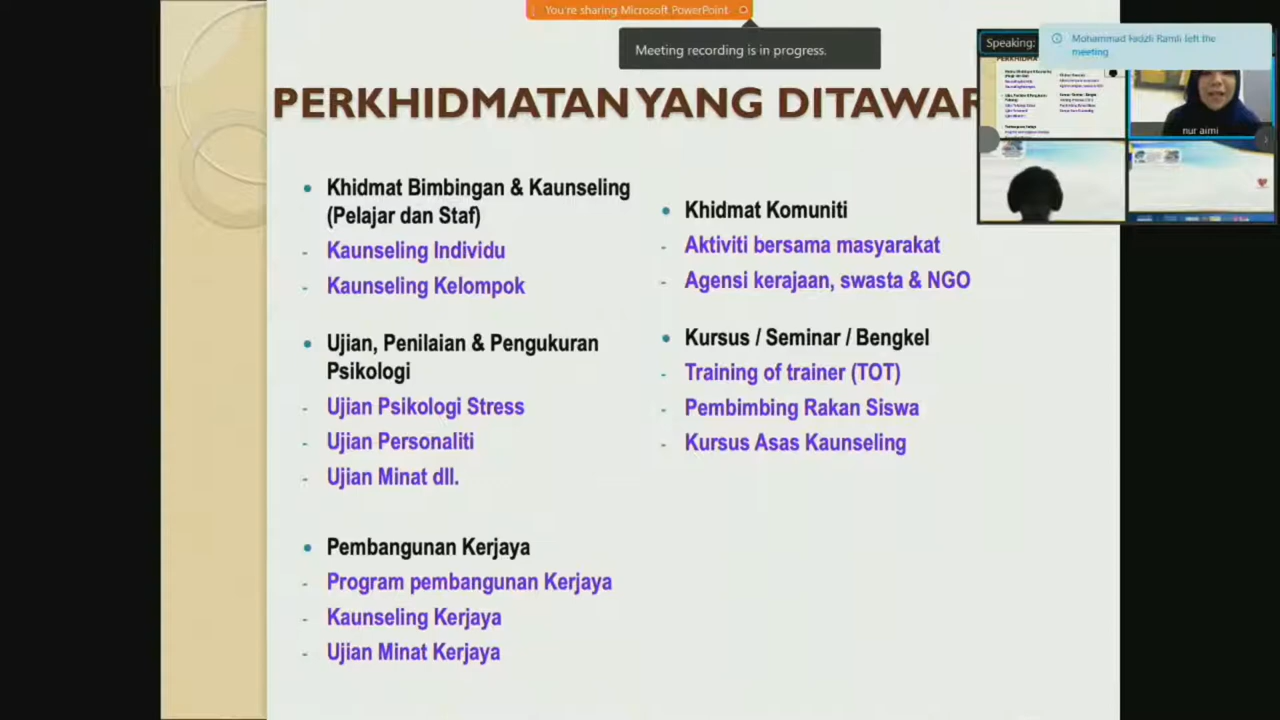 You're sharing Microsoft PowerPoint
Meeting recording is in progress.
Speaking:
Mohammad Fadzli Ramli left the
meeting
nur aimi
PERKHIDMATAN YANG DITAWAR
Khidmat Bimbingan & Kaunseling
(Pelajar dan Staf)
- Kaunseling Individu
- Kaunseling Kelompok
Ujian, Penilaian & Pengukuran
Psikologi
- Ujian Psikologi Stress
- Ujian Personaliti
- Ujian Minat dll.
Pembangunan Kerjaya
- Program pembangunan Kerjaya
- Kaunseling Kerjaya
- Ujian Minat Kerjaya
Khidmat Komuniti
- Aktiviti bersama masyarakat
- Agensi kerajaan, swasta & NGO
Kursus / Seminar / Bengkel
- Training of trainer (TOT)
- Pembimbing Rakan Siswa
- Kursus Asas Kaunseling